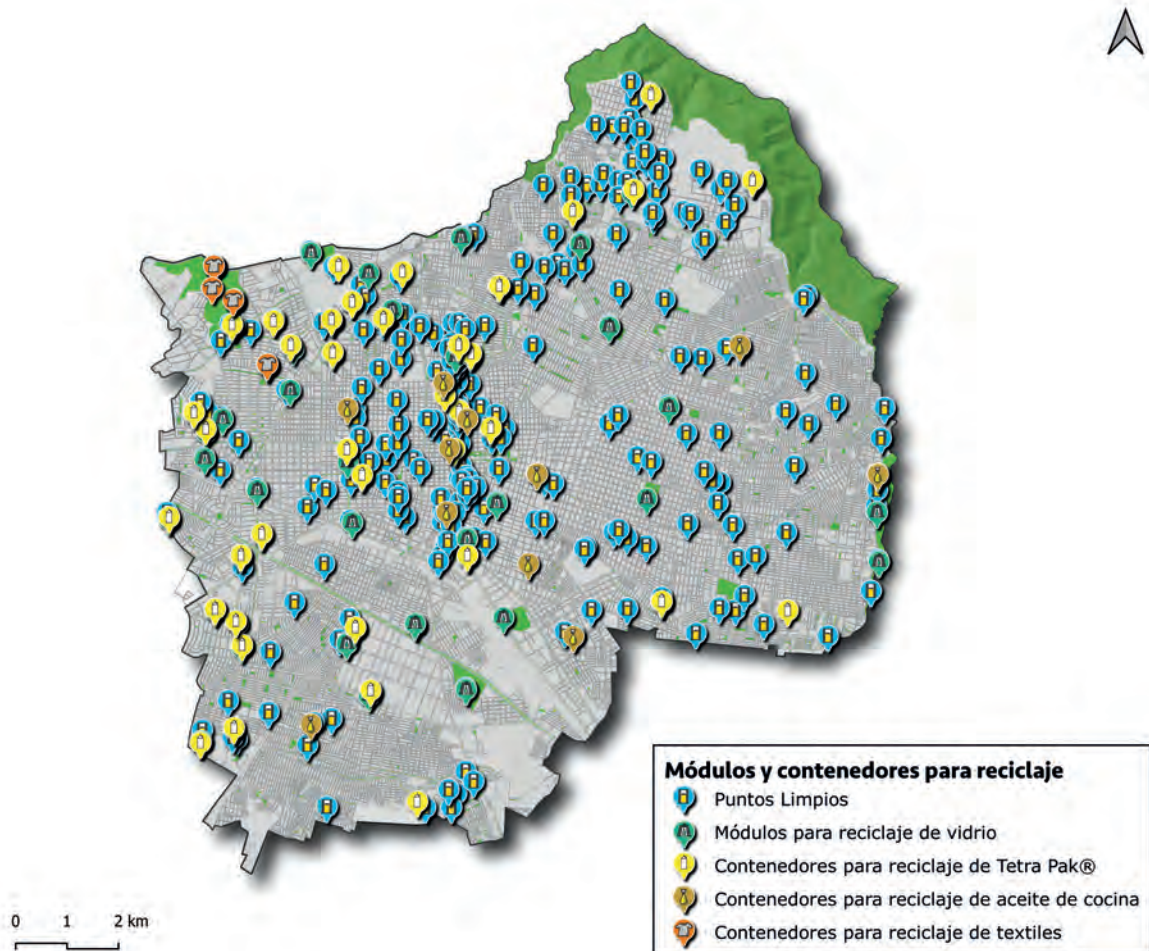 Módulos y contenedores para reciclaje
Puntos Limpios
Módulos para reciclaje de vidrio
Contenedores para reciclaje de Tetra Pak®
Contenedores para reciclaje de aceite de cocina
Contenedores para reciclaje de textiles
0 1 2 km